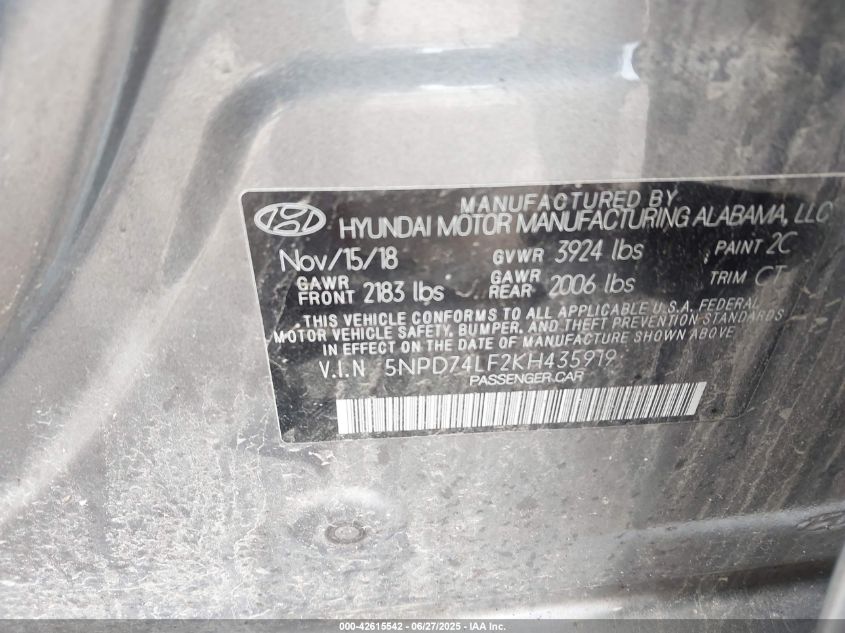 MANUFACTURED BY
HYUNDAI MOTOR MANUFACTURING ALABAMA, LLC
Nov/15/18 GVWR 3924 lbs PAINT 2C
GAWR FRONT 2183 lbs GAWR REAR 2006 lbs TRIM CT
THIS VEHICLE CONFORMS TO ALL APPLICABLE U.S.A. FEDERAL
MOTOR VEHICLE SAFETY, BUMPER, AND THEFT PREVENTION STANDARDS
IN EFFECT ON THE DATE OF MANUFACTURE SHOWN ABOVE.
V.I.N 5NPD74LF2KH435919
PASSENGER CAR
000-42615542 - 06/27/2025 - IAA Inc.